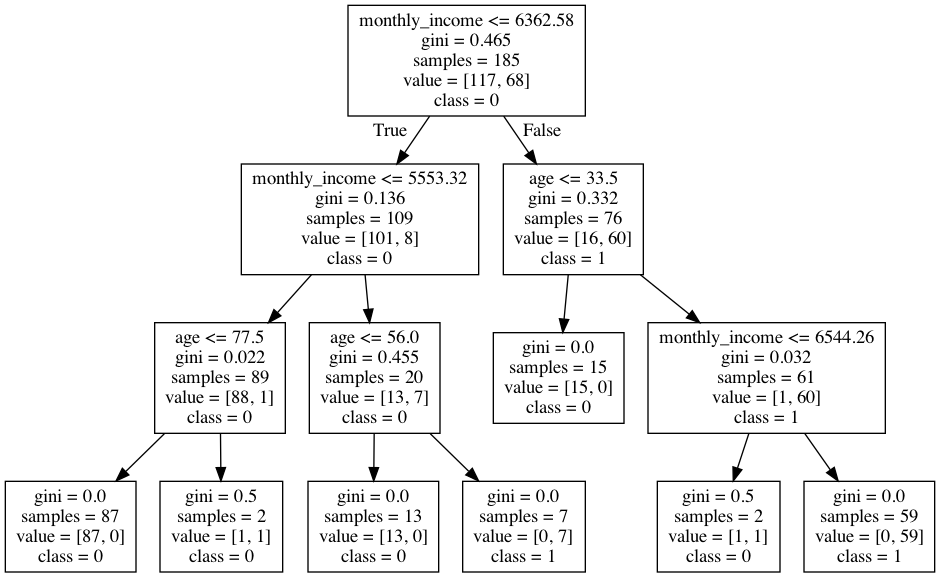 monthly_income <= 6362.58
gini = 0.465
samples = 185
value = [117, 68]
class = 0
True
False
monthly_income <= 5553.32
gini = 0.136
samples = 109
value = [101, 8]
class = 0
age <= 33.5
gini = 0.332
samples = 76
value = [16, 60]
class = 1
age <= 77.5
gini = 0.022
samples = 89
value = [88, 1]
class = 0
age <= 56.0
gini = 0.455
samples = 20
value = [13, 7]
class = 0
gini = 0.0
samples = 15
value = [15, 0]
class = 0
monthly_income <= 6544.26
gini = 0.032
samples = 61
value = [1, 60]
class = 1
gini = 0.0
samples = 87
value = [87, 0]
class = 0
gini = 0.5
samples = 2
value = [1, 1]
class = 0
gini = 0.0
samples = 13
value = [13, 0]
class = 0
gini = 0.0
samples = 7
value = [0, 7]
class = 1
gini = 0.5
samples = 2
value = [1, 1]
class = 0
gini = 0.0
samples = 59
value = [0, 59]
class = 1